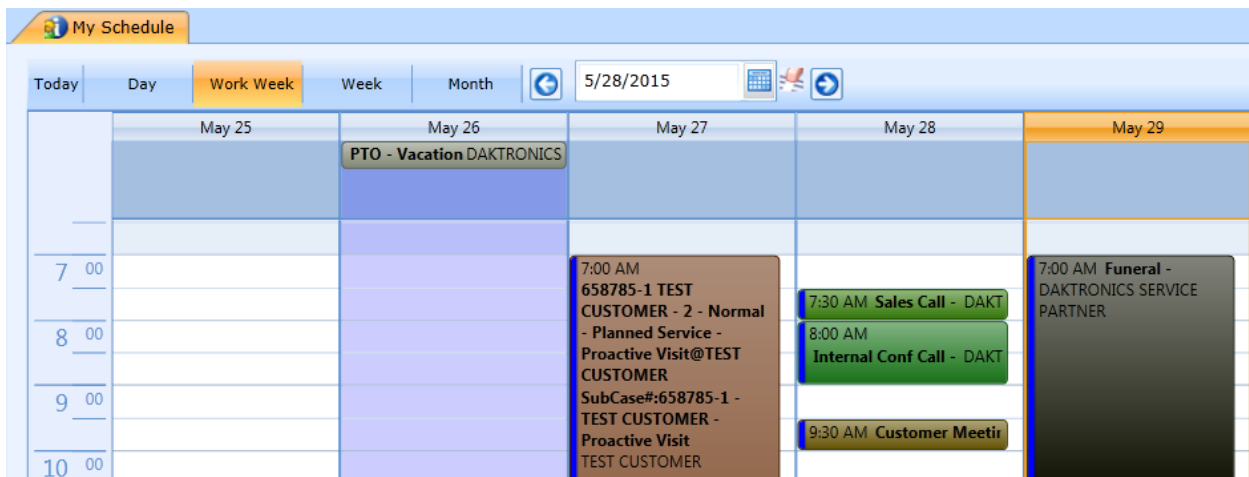 My Schedule
Today Day Work Week Week Month 5/28/2015
May 25 May 26 May 27 May 28 May 29
PTO - Vacation DAKTRONICS
7 00
8 00
9 00
10 00
7:00 AM
658785-1 TEST
CUSTOMER - 2 - Normal
- Planned Service -
Proactive Visit@TEST
CUSTOMER
SubCase#:658785-1 -
TEST CUSTOMER -
Proactive Visit
TEST CUSTOMER
7:30 AM Sales Call - DAKT
8:00 AM
Internal Conf Call - DAKT
9:30 AM Customer Meetin
7:00 AM Funeral -
DAKTRONICS SERVICE
PARTNER